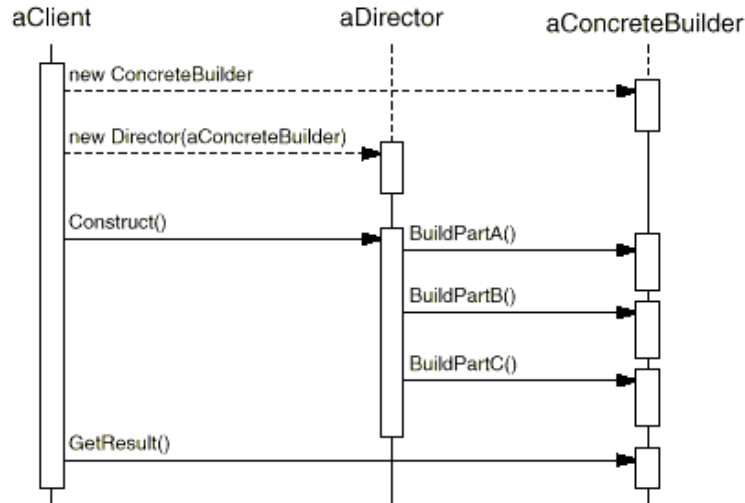 aClient
aDirector
aConcreteBuilder
new ConcreteBuilder
new Director(aConcreteBuilder)
Construct()
BuildPartA()
BuildPartB()
BuildPartC()
GetResult()